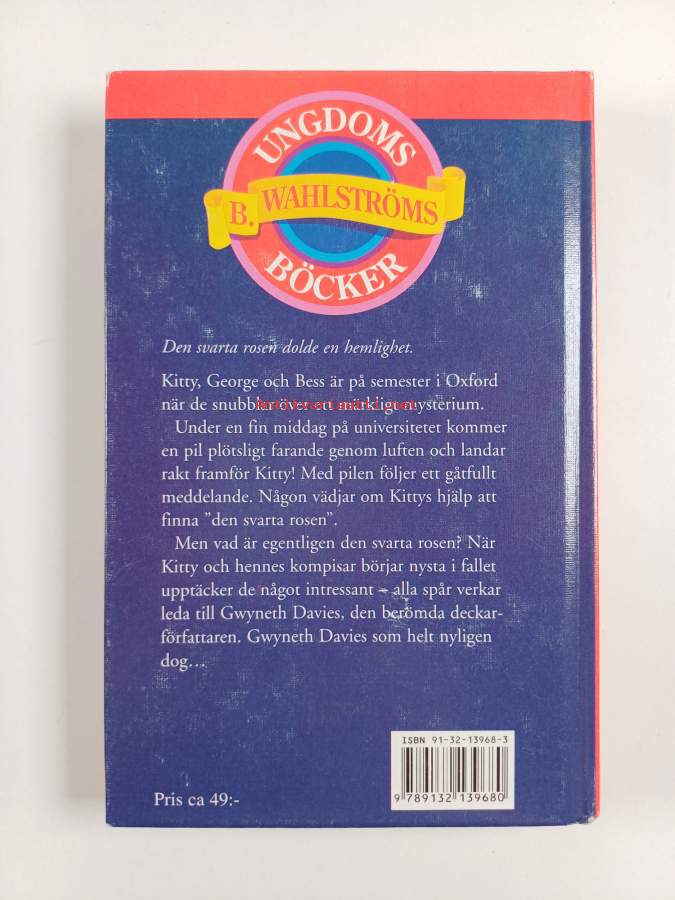 UNGDOMS
B. WAHLSTRÖMS
BÖCKER
Den svarta rosen dolde en hemlighet.
Kitty, George och Bess är på semester i Oxford
när de snubblar över ett märkligt mysterium.
Under en fin middag på universitetet kommer
en pil plötsligt farande genom luften och landar
rakt framför Kitty! Med pilen följer ett gåtfullt
meddelande. Någon vädjar om Kittys hjälp att
finna ”den svarta rosen”.
Men vad är egentligen den svarta rosen? När
Kitty och hennes kompisar börjar nysta i fallet
upptäcker de något intressant – alla spår verkar
leda till Gwyneth Davies, den berömda deckar-
författaren. Gwyneth Davies som helt nyligen
dog…
ISBN 91-32-13968-3
9 789132 139680
Pris ca 49:-